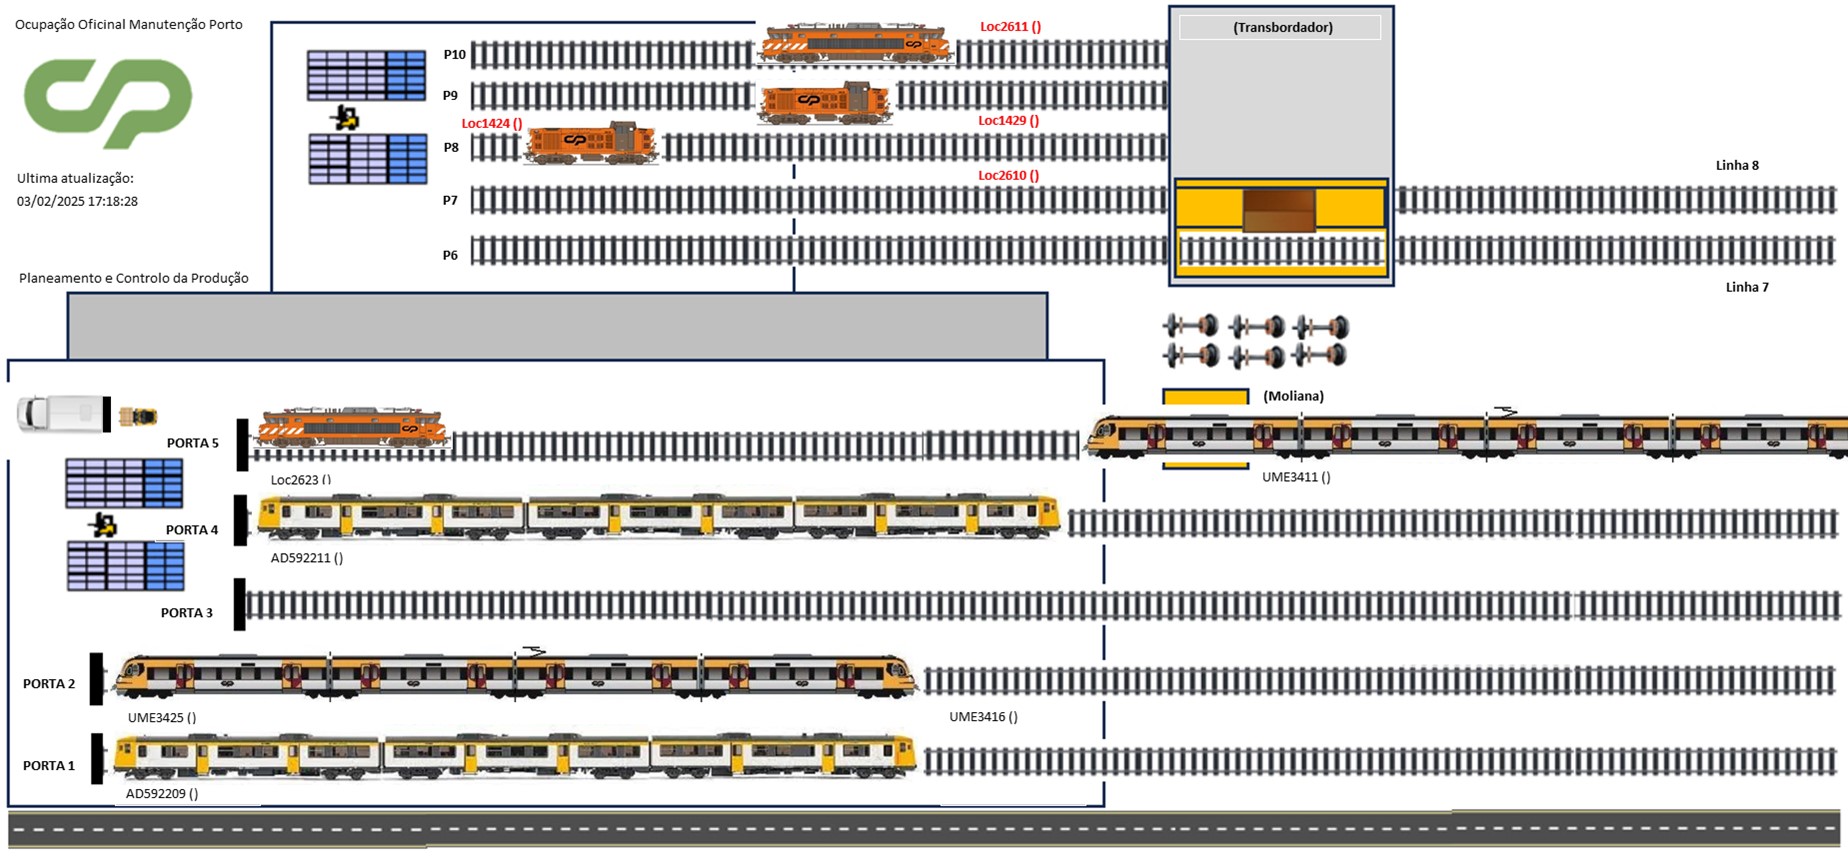 Ocupação Oficinal Manutenção Porto
Loc2611 ()
(Transbordador)
P10
P9
Loc1424 ()
Loc1429 ()
P8
Linha 8
Ultima atualização:
03/02/2025 17:18:28
Loc2610 ()
P7
P6
Planeamento e Controlo da Produção
Linha 7
(Moliana)
PORTA 5
Loc2623 ()
UME3411 ()
PORTA 4
AD592211 ()
PORTA 3
PORTA 2
UME3425 ()
UME3416 ()
PORTA 1
AD592209 ()